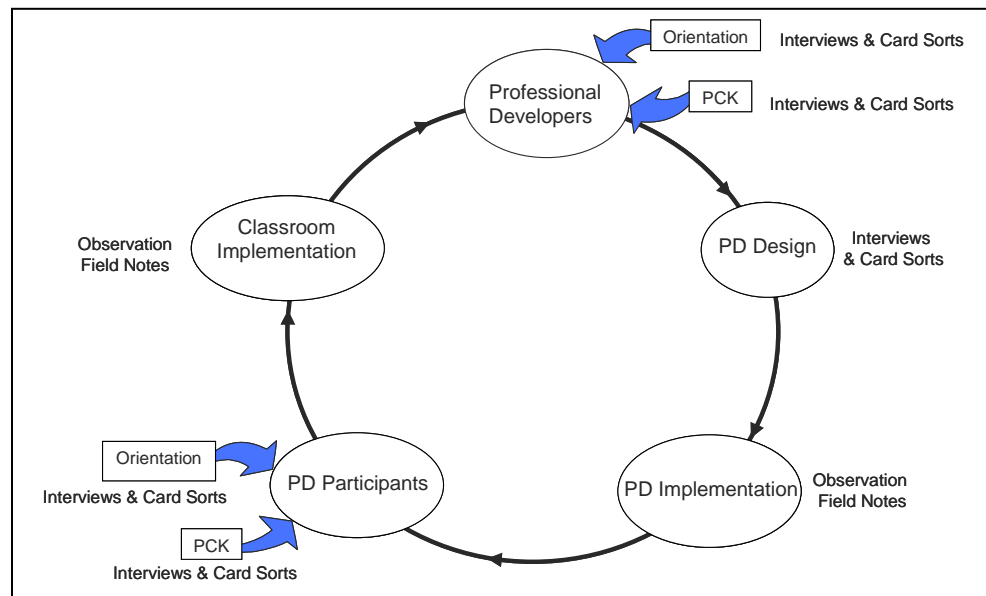 Orientation
Interviews & Card Sorts
Professional
Developers
PCK
Interviews & Card Sorts
Classroom
Implementation
Observation
Field Notes
PD Design
Interviews
& Card Sorts
Orientation
Interviews & Card Sorts
PD Participants
PD Implementation
Observation
Field Notes
PCK
Interviews & Card Sorts